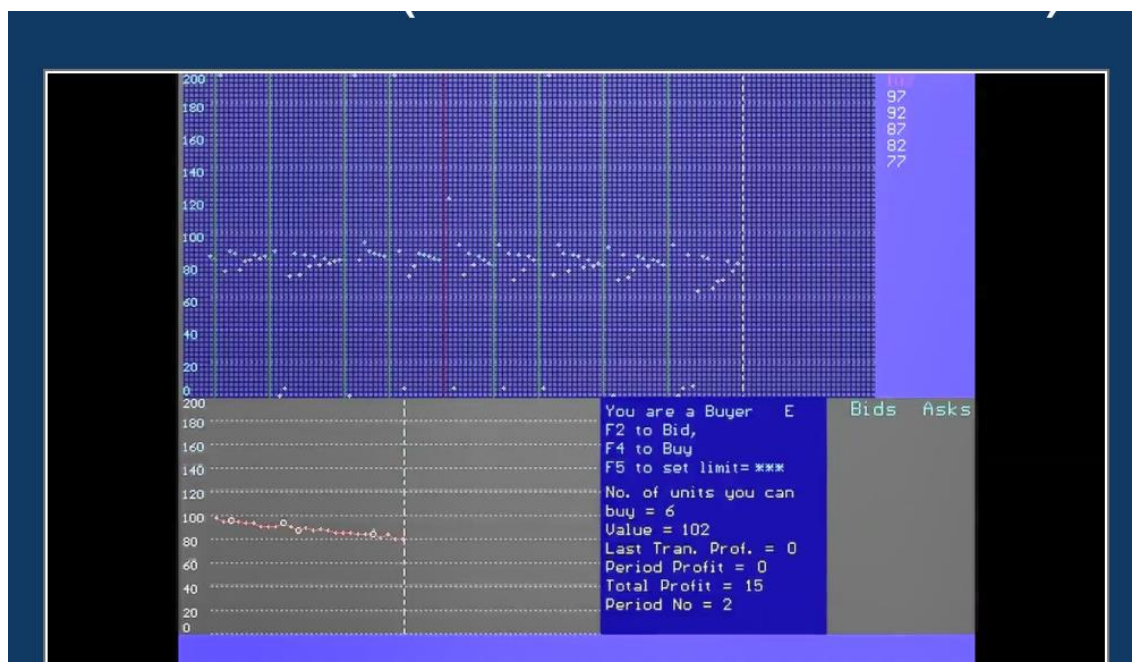 200
180
160
140
120
100
80
60
40
20
0
97
92
87
82
77
200
180
160
140
120
100
80
60
40
20
0
You are a Buyer E
F2 to Bid,
F4 to Buy
F5 to set limit= ***
No. of units you can
buy = 6
Value = 102
Last Tran. Prof. = 0
Period Profit = 0
Total Profit = 15
Period No = 2
Bids Asks